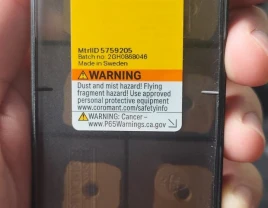 MtrlID 5759205
Batch no: 2GH0868046
Made in Sweden
⚠WARNING
Dust and mist hazard! Flying
fragment hazard! Use approved
personal protective equipment
www.coromant.com/safetyinfo
⚠WARNING: Cancer -
www.P65Warnings.ca.gov